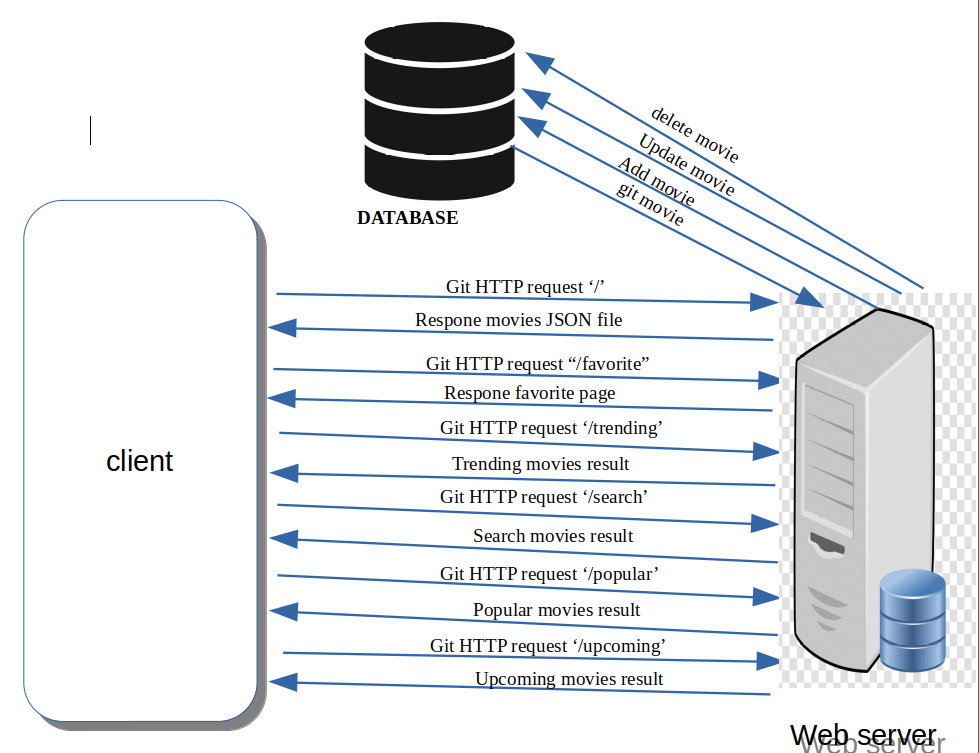 delete movie
Update movie
Add movie
git movie
DATABASE
Git HTTP request ‘/’
Respone movies JSON file
Git HTTP request “/favorite”
Respone favorite page
Git HTTP request ‘/trending’
Trending movies result
Git HTTP request ‘/search’
Search movies result
Git HTTP request ‘/popular’
Popular movies result
Git HTTP request ‘/upcoming’
Upcoming movies result
client
Web server